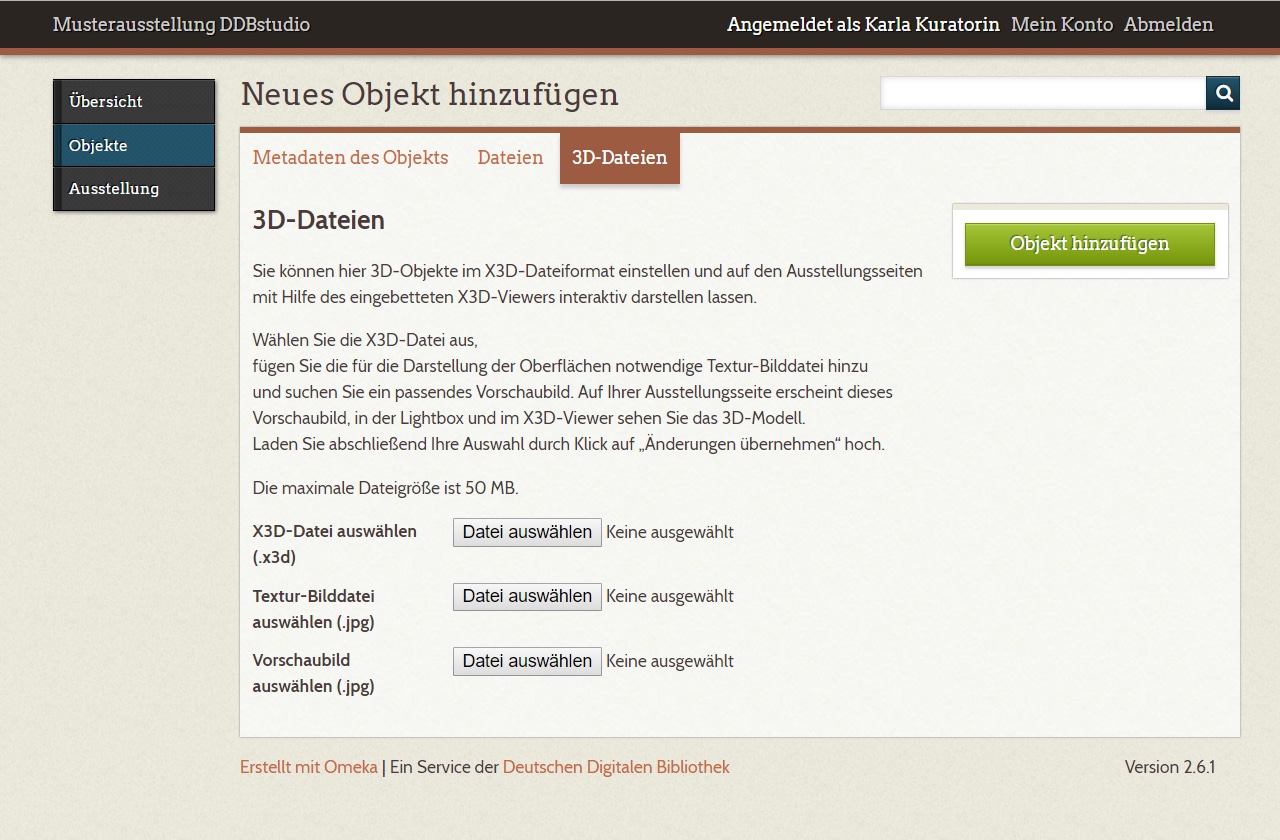 Musterausstellung DDBstudio
Angemeldet als Karla Kuratorin Mein Konto Abmelden
Übersicht
Objekte
Ausstellung
Neues Objekt hinzufügen
Metadaten des Objekts Dateien 3D-Dateien
3D-Dateien
Objekt hinzufügen
Sie können hier 3D-Objekte im X3D-Dateiformat einstellen und auf den Ausstellungsseiten
mit Hilfe des eingebetteten X3D-Viewers interaktiv darstellen lassen.
Wählen Sie die X3D-Datei aus,
fügen Sie die für die Darstellung der Oberflächen notwendige Textur-Bilddatei hinzu
und suchen Sie ein passendes Vorschaubild. Auf Ihrer Ausstellungsseite erscheint dieses
Vorschaubild, in der Lightbox und im X3D-Viewer sehen Sie das 3D-Modell.
Laden Sie abschließend Ihre Auswahl durch Klick auf „Änderungen übernehmen“ hoch.
Die maximale Dateigröße ist 50 MB.
X3D-Datei auswählen
(.x3d)
Datei auswählen Keine ausgewählt
Textur-Bilddatei
auswählen (.jpg)
Datei auswählen Keine ausgewählt
Vorschaubild
auswählen (.jpg)
Datei auswählen Keine ausgewählt
Erstellt mit Omeka | Ein Service der Deutschen Digitalen Bibliothek
Version 2.6.1